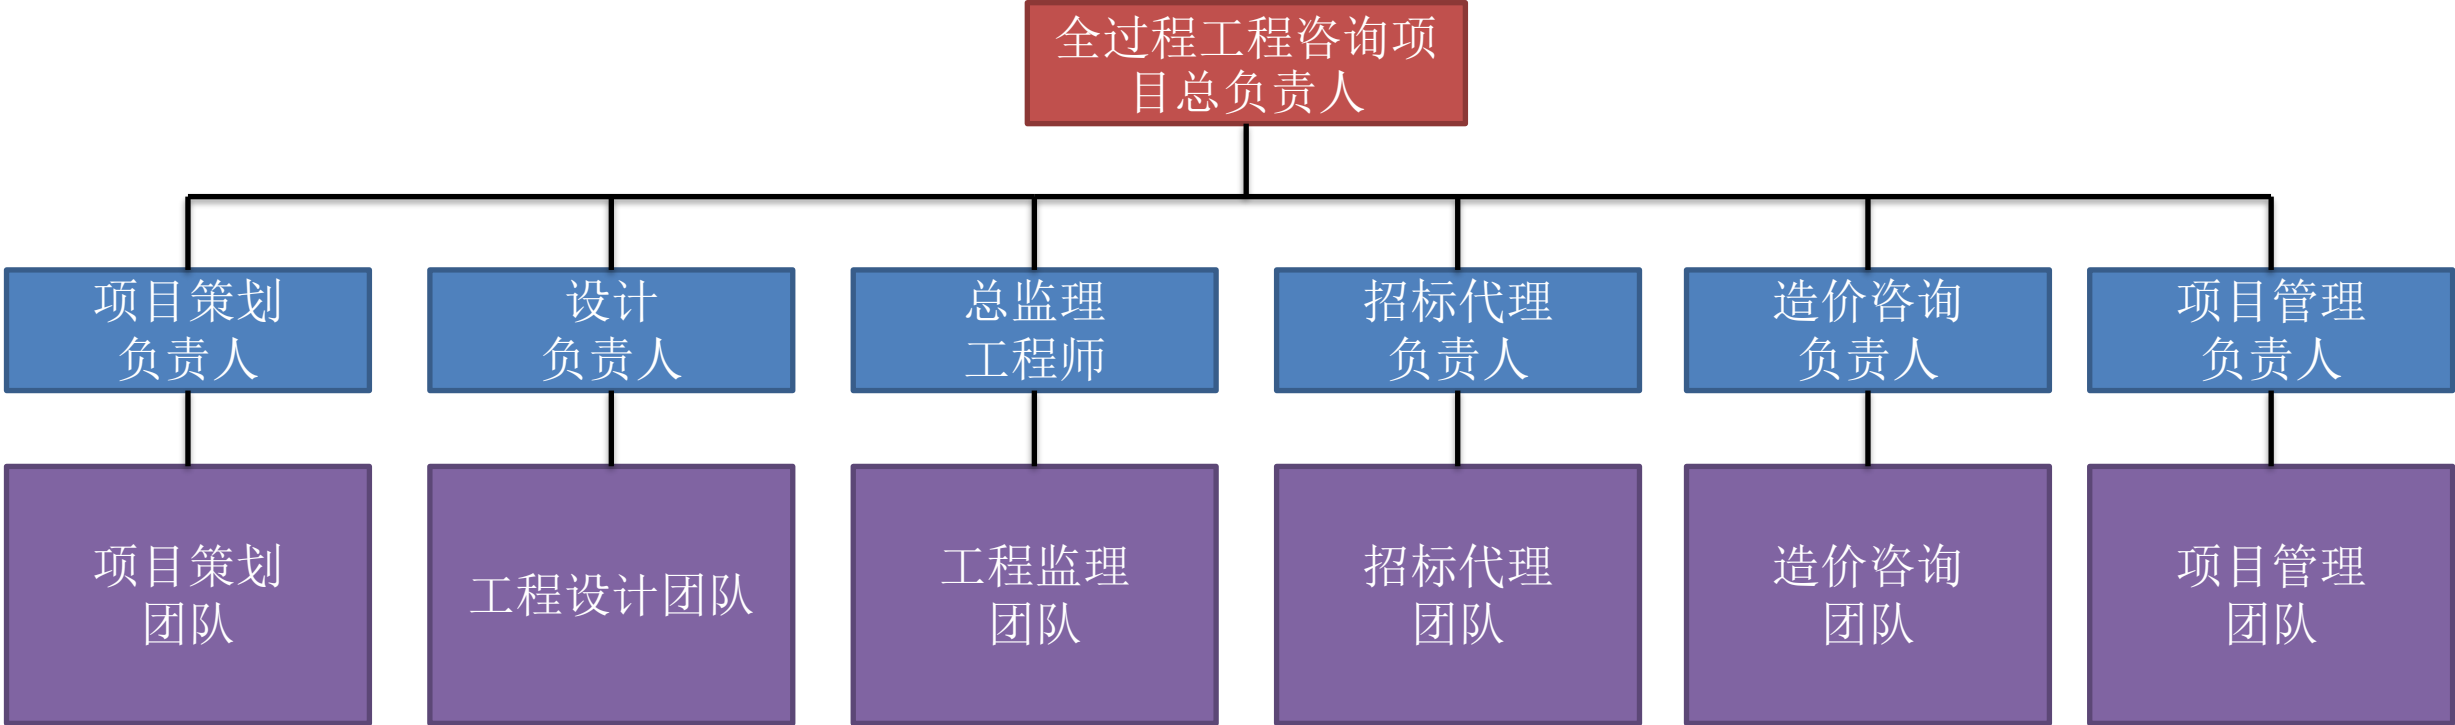 全过程工程咨询项
目总负责人
项目策划
负责人
设计
负责人
总监理
工程师
招标代理
负责人
造价咨询
负责人
项目管理
负责人
项目策划
团队
工程设计团队
工程监理
团队
招标代理
团队
造价咨询
团队
项目管理
团队